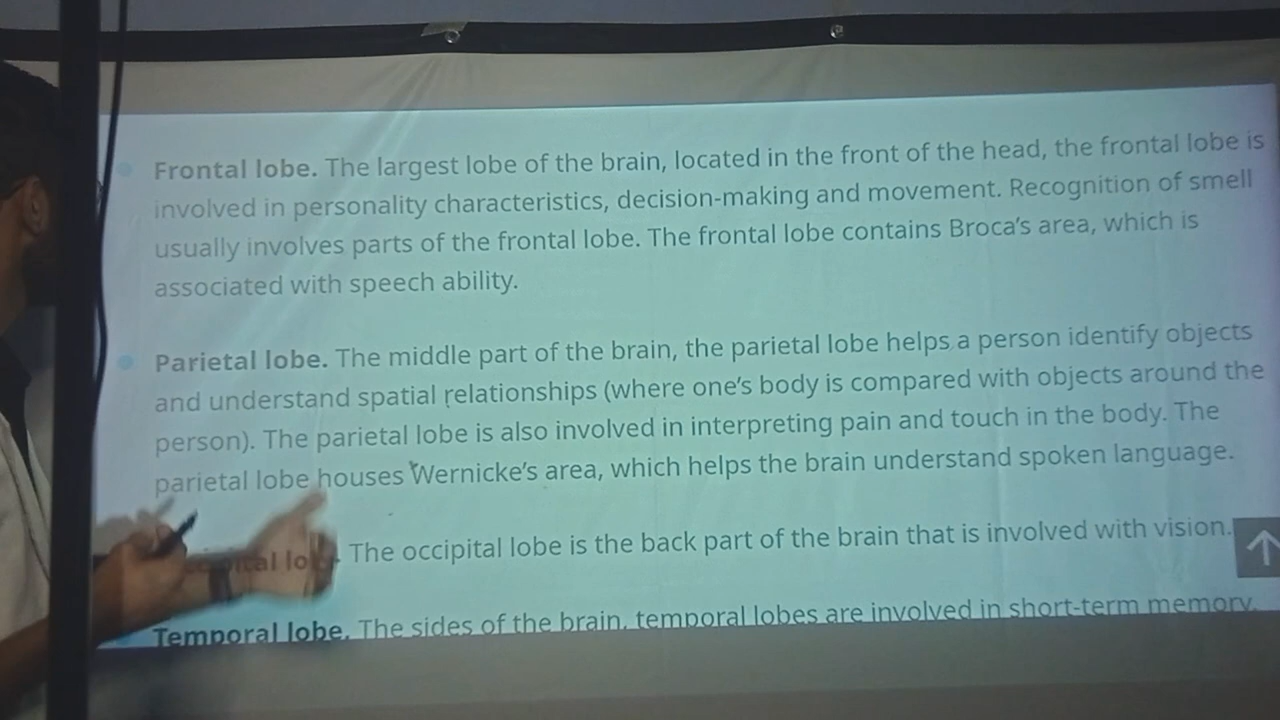 Frontal lobe. The largest lobe of the brain, located in the front of the head, the frontal lobe is
involved in personality characteristics, decision-making and movement. Recognition of smell
usually involves parts of the frontal lobe. The frontal lobe contains Broca's area, which is
associated with speech ability.
Parietal lobe. The middle part of the brain, the parietal lobe helps a person identify objects
and understand spatial relationships (where one's body is compared with objects around the
person). The parietal lobe is also involved in interpreting pain and touch in the body. The
parietal lobe houses Wernicke's area, which helps the brain understand spoken language.
The occipital lobe is the back part of the brain that is involved with vision.
Temporal lobe. The sides of the brain, temporal lobes are involved in short-term memory,